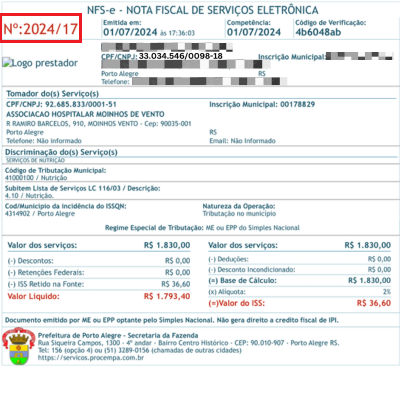 NFS-e - NOTA FISCAL DE SERVIÇOS ELETRÔNICA
Nº:2024/17
Emitida em: Competência: Código de Verificação:
01/07/2024 às 17:36:03 01/07/2024 4b6048ab
Logo prestador
CPF/CNPJ: 33.034.546/0098-18 Inscrição Municipal:
Porto Alegre RS
Telefone:
Tomador do(s) Serviço(s)
CPF/CNPJ: 92.685.833/0001-51 Inscrição Municipal: 00178829
ASSOCIACAO HOSPITALAR MOINHOS DE VENTO
R RAMIRO BARCELOS, 910, MOINHOS VENTO - Cep: 90035-001
Porto Alegre RS
Telefone: Não informado Email: Não Informado
Discriminação do(s) Serviço(s)
SERVIÇOS DE NUTRIÇÃO
Código de Tributação Municipal:
41000100 / Nutrição
Subitem Lista de Serviços LC 116/03 / Descrição:
4.10 / Nutrição.
Cod/Município da incidência do ISSQN: Natureza da Operação:
4314902 / Porto Alegre Tributação no município
Regime Especial de Tributação: ME ou EPP do Simples Nacional
Valor dos serviços: R$ 1.830,00 Valor dos serviços: R$ 1.830,00
(-) Descontos: R$ 0,00 (-) Deduções: R$ 0,00
(-) Retenções Federais: R$ 0,00 (-) Desconto Incondicionado: R$ 0,00
(-) ISS Retido na Fonte: R$ 36,60 (=) Base de Cálculo: R$ 1.830,00
Valor Líquido: R$ 1.793,40 (x) Alíquota: 2%
(=)Valor do ISS: R$ 36,60
Documento emitido por ME ou EPP optante pelo Simples Nacional. Não gera direito a credito fiscal de IPI.
Prefeitura de Porto Alegre - Secretaria da Fazenda
Rua Siqueira Campos, 1300 - 4º andar - Bairro Centro Histórico - CEP: 90.010-907 - Porto Alegre RS.
Tel: 156 (opção 4) ou (51) 3289-0156 (chamadas de outras cidades)
https://servicos.procempa.com.br